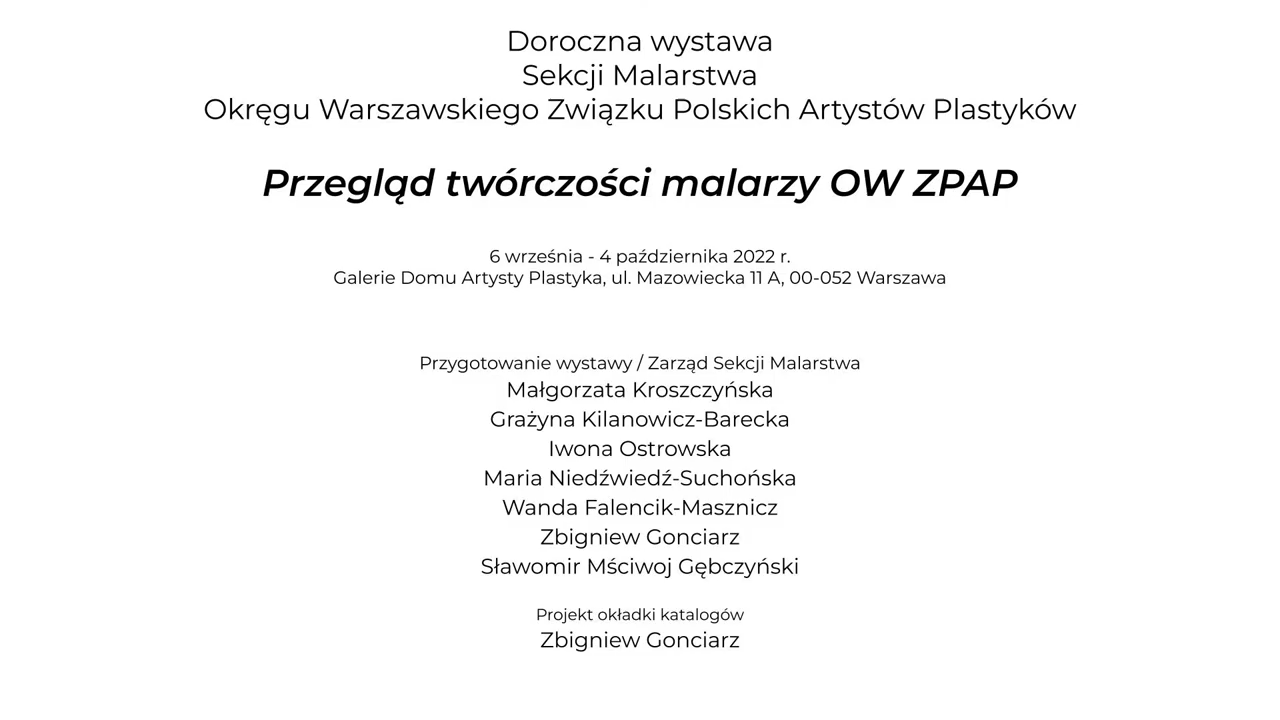 Doroczna wystawa
Sekcji Malarstwa
Okręgu Warszawskiego Związku Polskich Artystów Plastyków
Przegląd twórczości malarzy OW ZPAP
6 września - 4 października 2022 r.
Galerie Domu Artysty Plastyka, ul. Mazowiecka 11 A, 00-052 Warszawa
Przygotowanie wystawy / Zarząd Sekcji Malarstwa
Małgorzata Kroszczyńska
Grażyna Kilanowicz-Barecka
Iwona Ostrowska
Maria Niedźwiedź-Suchońska
Wanda Falencik-Masznicz
Zbigniew Gonciarz
Sławomir Mściwoj Gębczyński
Projekt okładki katalogów
Zbigniew Gonciarz